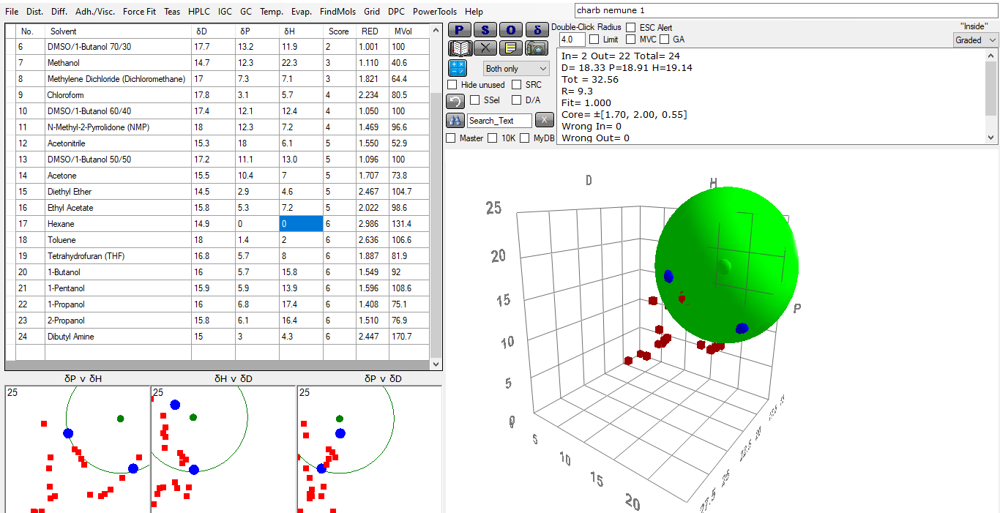 File Dist. Diff. Adh./Visc. Force Fit Teas HPLC IGC GC Temp. Evap. FindMols Grid DPC PowerTools Help
charb nemune 1
No. Solvent δD δP δH Score RED MVol
6 DMSO/1-Butanol 70/30 17.7 13.2 11.9 2 1.001 100
7 Methanol 14.7 12.3 22.3 3 1.110 40.6
8 Methylene Dichloride (Dichloromethane) 17 7.3 7.1 3 1.821 64.4
9 Chloroform 17.8 3.1 5.7 4 2.234 80.5
10 DMSO/1-Butanol 60/40 17.4 12.1 12.4 4 1.050 100
11 N-Methyl-2-Pyrrolidone (NMP) 18 12.3 7.2 4 1.469 96.6
12 Acetonitrile 15.3 18 6.1 5 1.550 52.9
13 DMSO/1-Butanol 50/50 17.2 11.1 13.0 5 1.096 100
14 Acetone 15.5 10.4 7 5 1.707 73.8
15 Diethyl Ether 14.5 2.9 4.6 5 2.467 104.7
16 Ethyl Acetate 15.8 5.3 7.2 5 2.022 98.6
17 Hexane 14.9 0 0 6 2.986 131.4
18 Toluene 18 1.4 2 6 2.636 106.6
19 Tetrahydrofuran (THF) 16.8 5.7 8 6 1.887 81.9
20 1-Butanol 16 5.7 15.8 6 1.549 92
21 1-Pentanol 15.9 5.9 13.9 6 1.596 108.6
22 1-Propanol 16 6.8 17.4 6 1.408 75.1
23 2-Propanol 15.8 6.1 16.4 6 1.510 76.9
24 Dibutyl Amine 15 3 4.3 6 2.447 170.7
P S O δ
Double-Click Radius ESC Alert
4.0 Limit MVC GA
"Inside"
Graded
Both only
Hide unused SRC
SSel D/A
Search_Text X
Master 10K MyDB
In= 2 Out= 22 Total= 24
D= 18.33 P=18.91 H=19.14
Tot = 32.56
R= 9.3
Fit= 1.000
Core= ±[1.70, 2.00, 0.55]
Wrong In= 0
Wrong Out= 0
D H
25
20
15
10
5
0
P
5
10
15
20
25
27.5
δP v δH δH v δD δP v δD
25 25 25